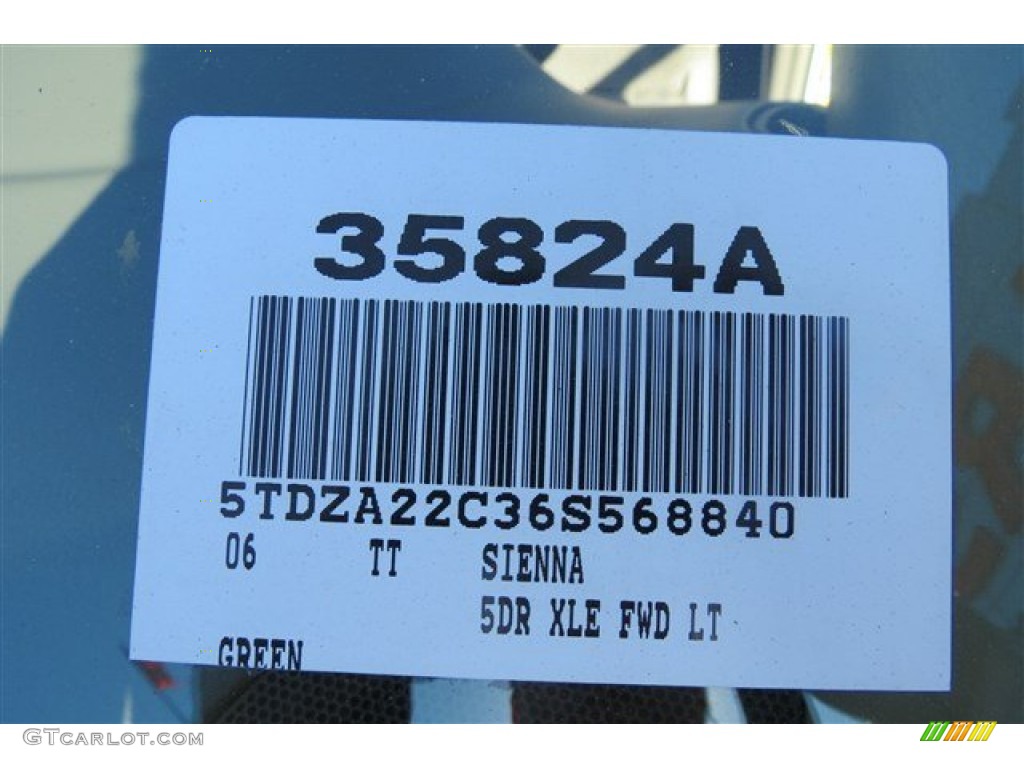 35824A
5TDZA22C36S568840
06 TT SIENNA
5DR XLE FWD LT
GREEN
GTCarLot.com